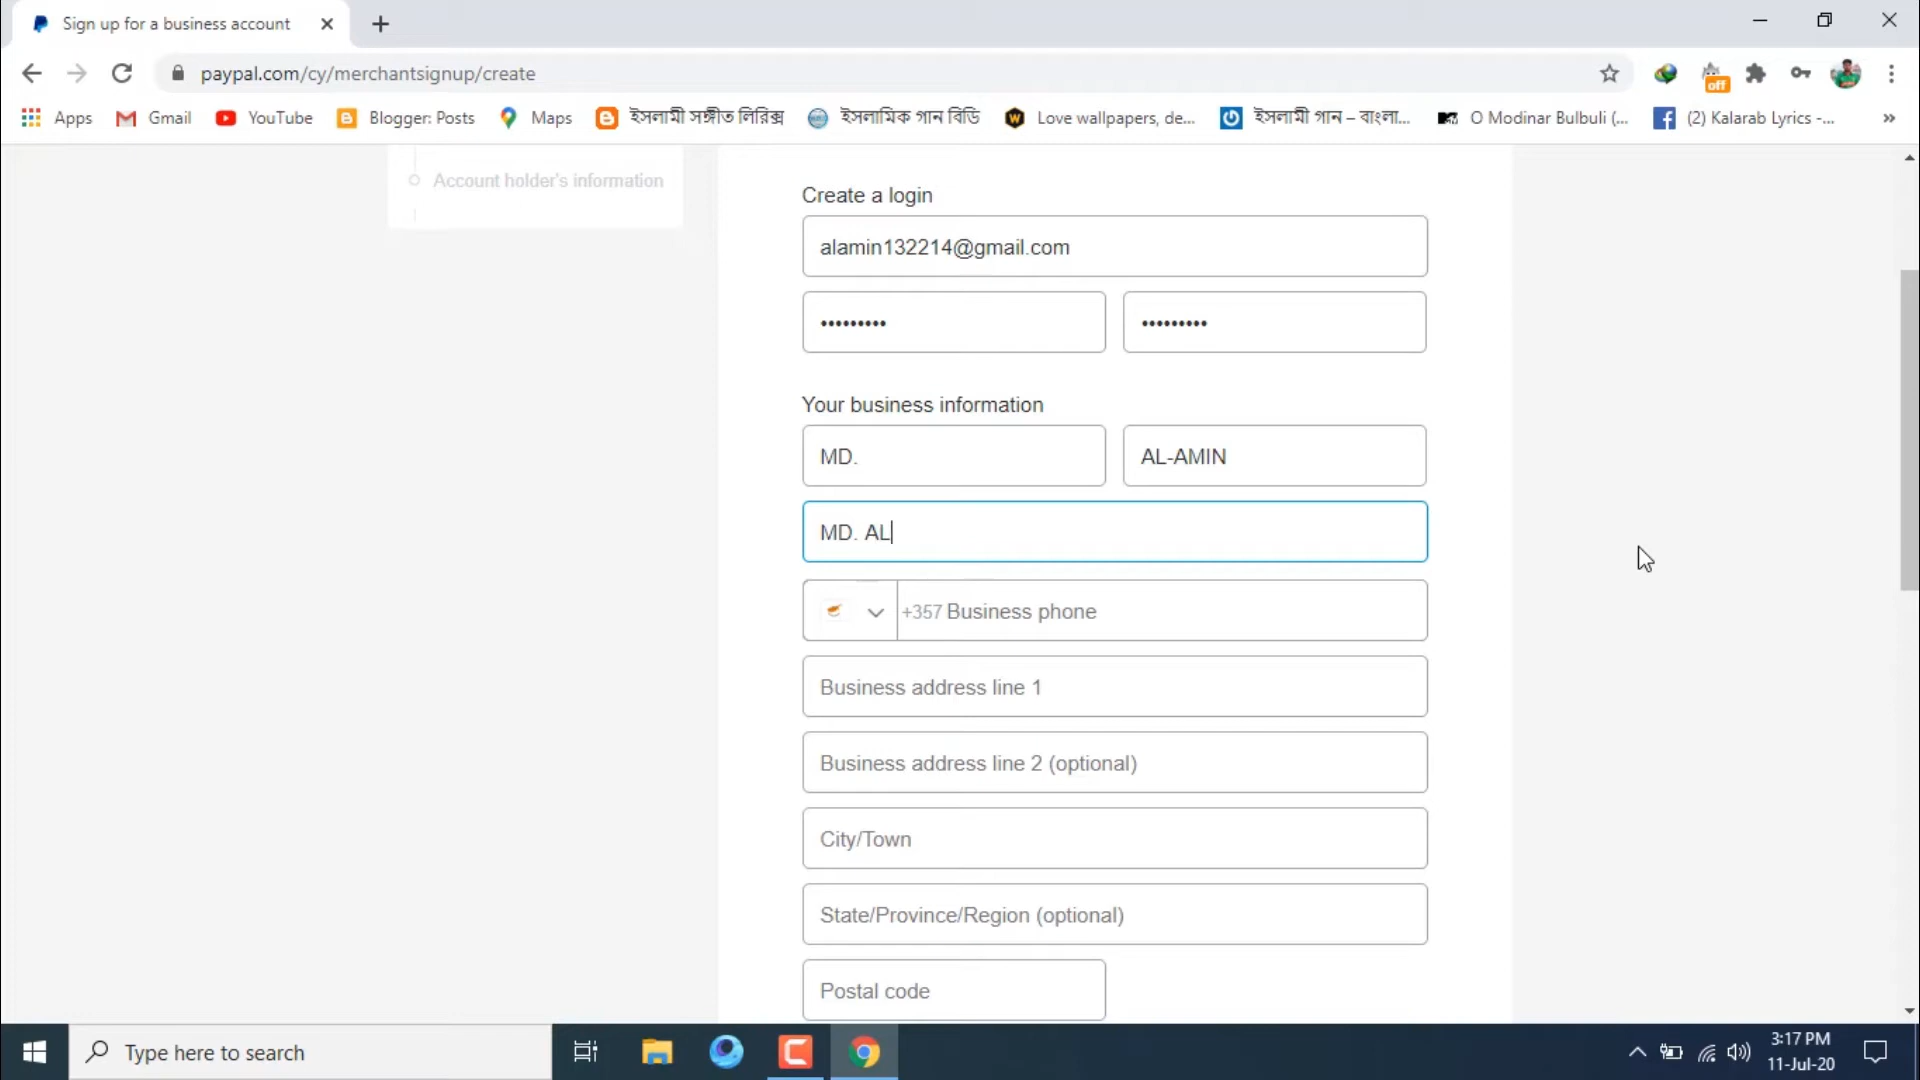 Sign up for a business account
paypal.com/cy/merchantsignup/create
off
Apps
Gmail
YouTube
Blogger: Posts
Maps
ইসলামী সঙ্গীত লিরিক্স
ইসলামিক গান বিডি
Love wallpapers, de...
ইসলামী গান – বাংলা...
O Modinar Bulbuli (...
(2) Kalarab Lyrics -...
»
Account holder's information
Create a login
alamin132214@gmail.com
••••••••• •••••••••
Your business information
MD. AL-AMIN
MD. AL
+357 Business phone
Business address line 1
Business address line 2 (optional)
City/Town
State/Province/Region (optional)
Postal code
Type here to search
3:17 PM
11-Jul-20